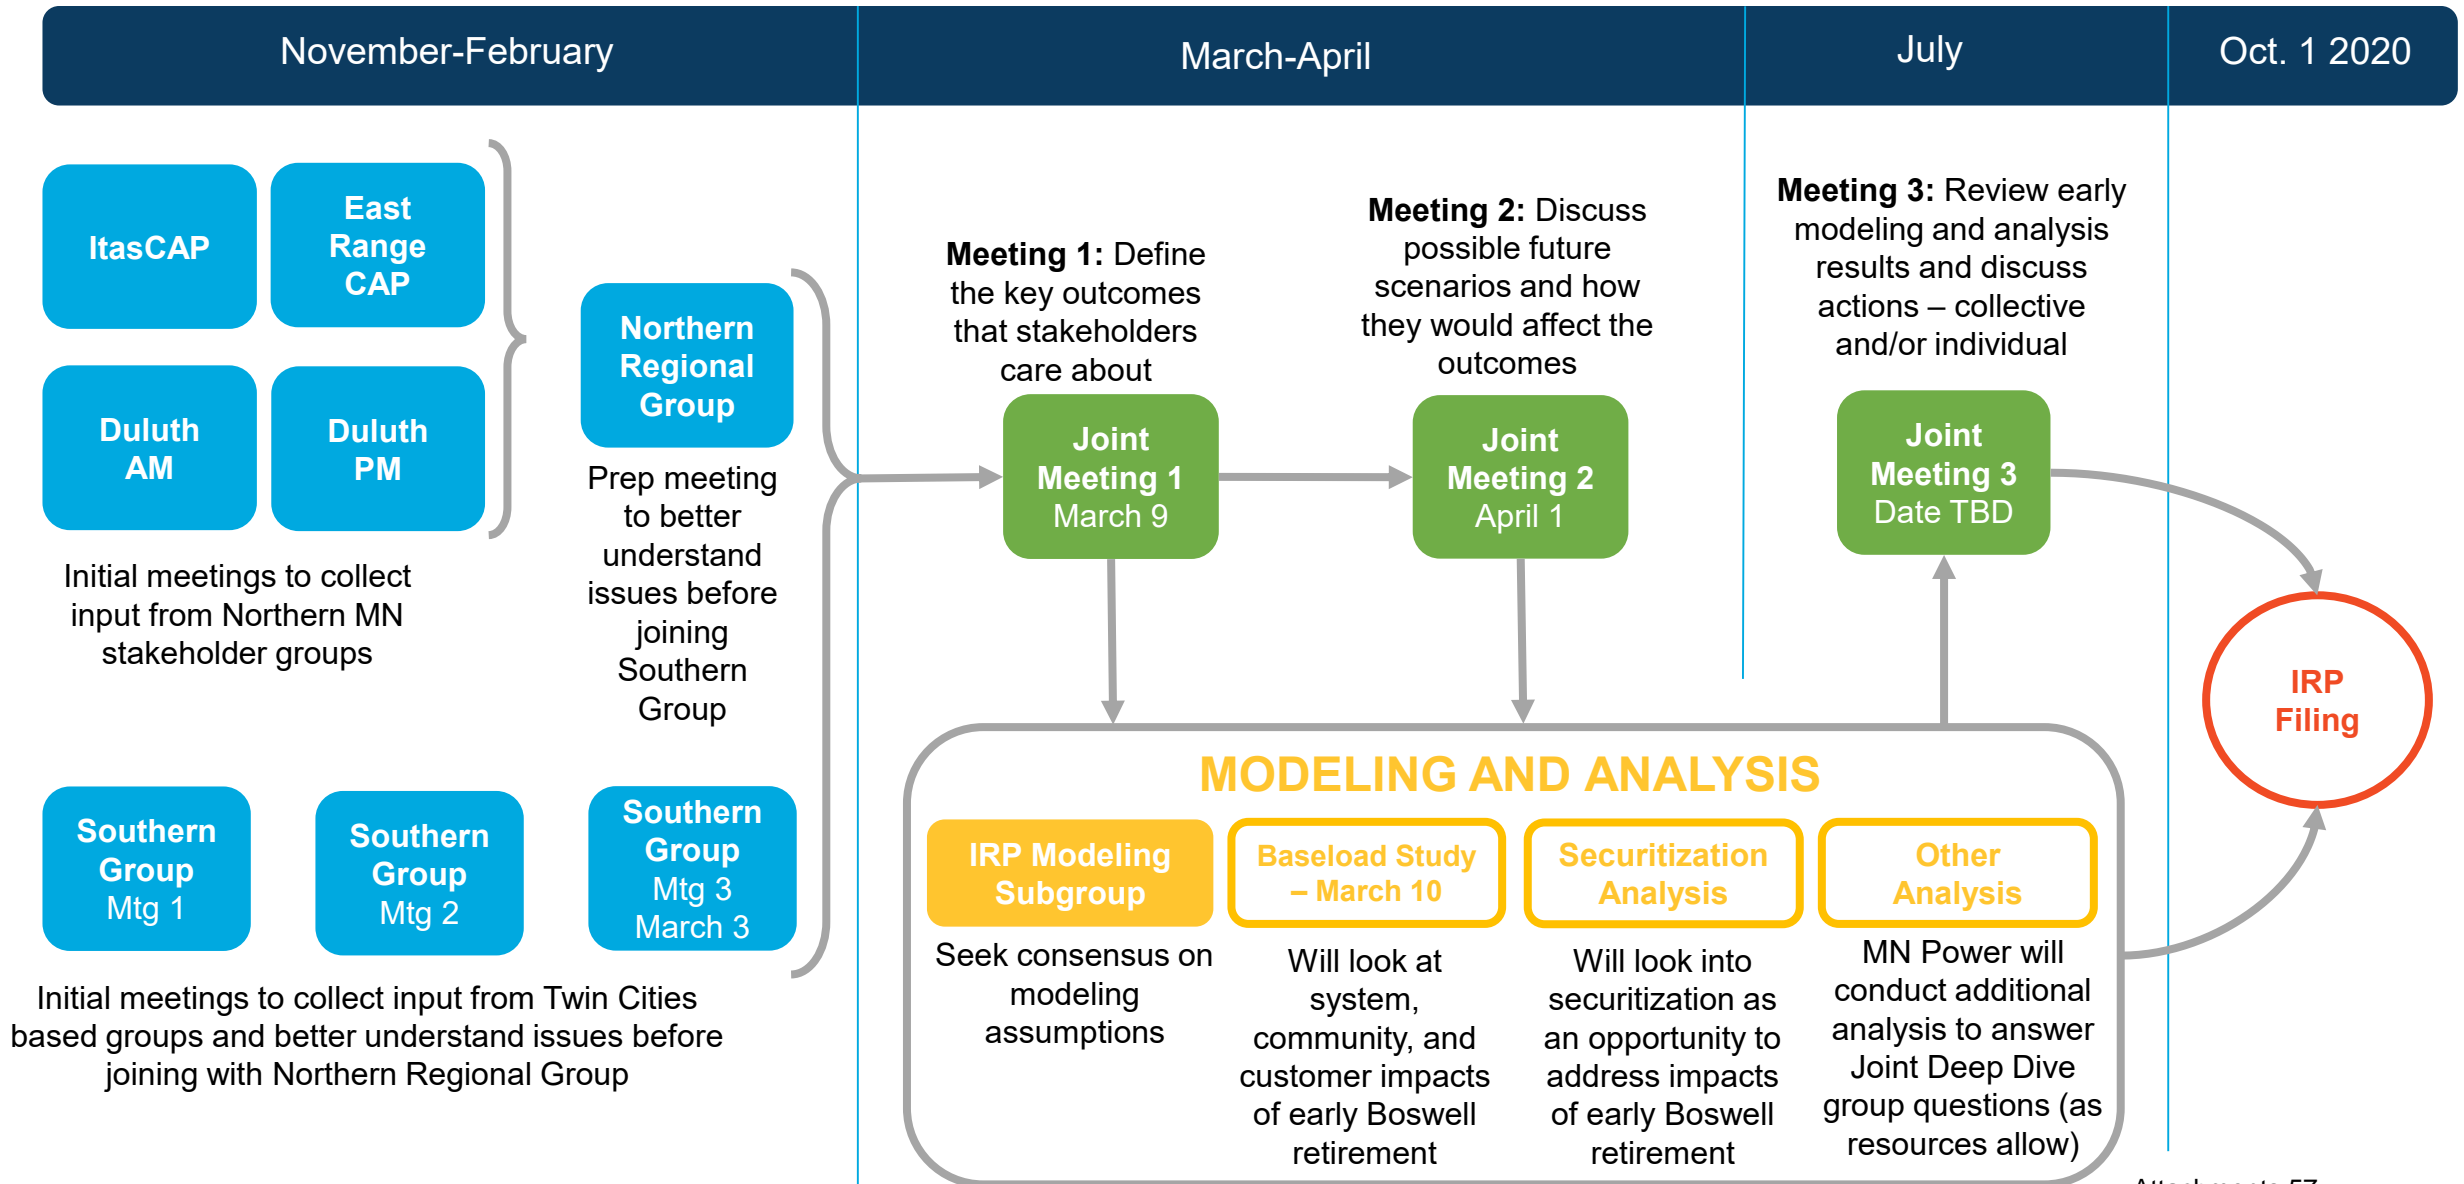 November-February
March-April
July
Oct. 1 2020
ItasCAP
East
Range
CAP
Duluth
AM
Duluth
PM
Initial meetings to collect
input from Northern MN
stakeholder groups
Northern
Regional
Group
Prep meeting
to better
understand
issues before
joining
Southern
Group
Southern
Group
Mtg 1
Southern
Group
Mtg 2
Southern
Group
Mtg 3
March 3
Initial meetings to collect input from Twin Cities
based groups and better understand issues before
joining with Northern Regional Group
Meeting 1: Define
the key outcomes
that stakeholders
care about
Joint
Meeting 1
March 9
Meeting 2: Discuss
possible future
scenarios and how
they would affect the
outcomes
Joint
Meeting 2
April 1
Meeting 3: Review early
modeling and analysis
results and discuss
actions – collective
and/or individual
Joint
Meeting 3
Date TBD
IRP
Filing
MODELING AND ANALYSIS
IRP Modeling
Subgroup
Seek consensus on
modeling
assumptions
Baseload Study
– March 10
Will look at
system,
community, and
customer impacts
of early Boswell
retirement
Securitization
Analysis
Will look into
securitization as
an opportunity to
address impacts
of early Boswell
retirement
Other
Analysis
MN Power will
conduct additional
analysis to answer
Joint Deep Dive
group questions (as
resources allow)